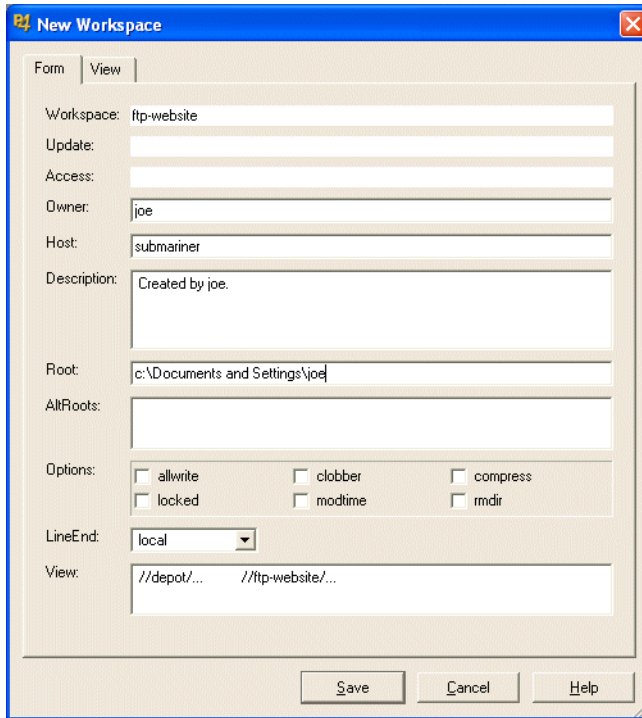 P4 New Workspace
Form View
Workspace: ftp-website
Update:
Access:
Owner: joe
Host: submariner
Description: Created by joe.
Root: c:\Documents and Settings\joe
AltRoots:
Options: allwrite clobber compress
locked modtime rmdir
LineEnd: local
View: //depot/... //ftp-website/...
Save Cancel Help